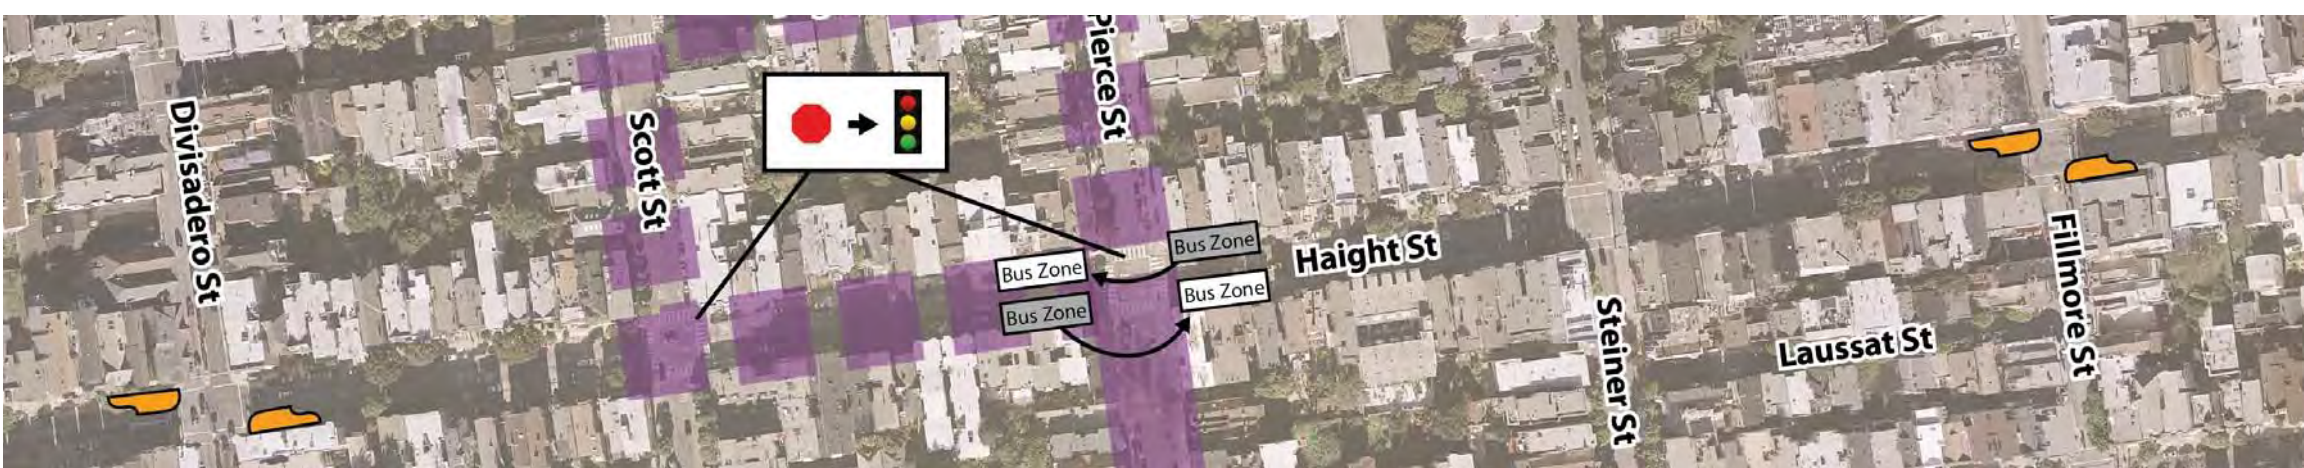 Divisadero St
Scott St
Pierce St
Bus Zone
Bus Zone
Bus Zone
Bus Zone
Haight St
Steiner St
Laussat St
Fillmore St